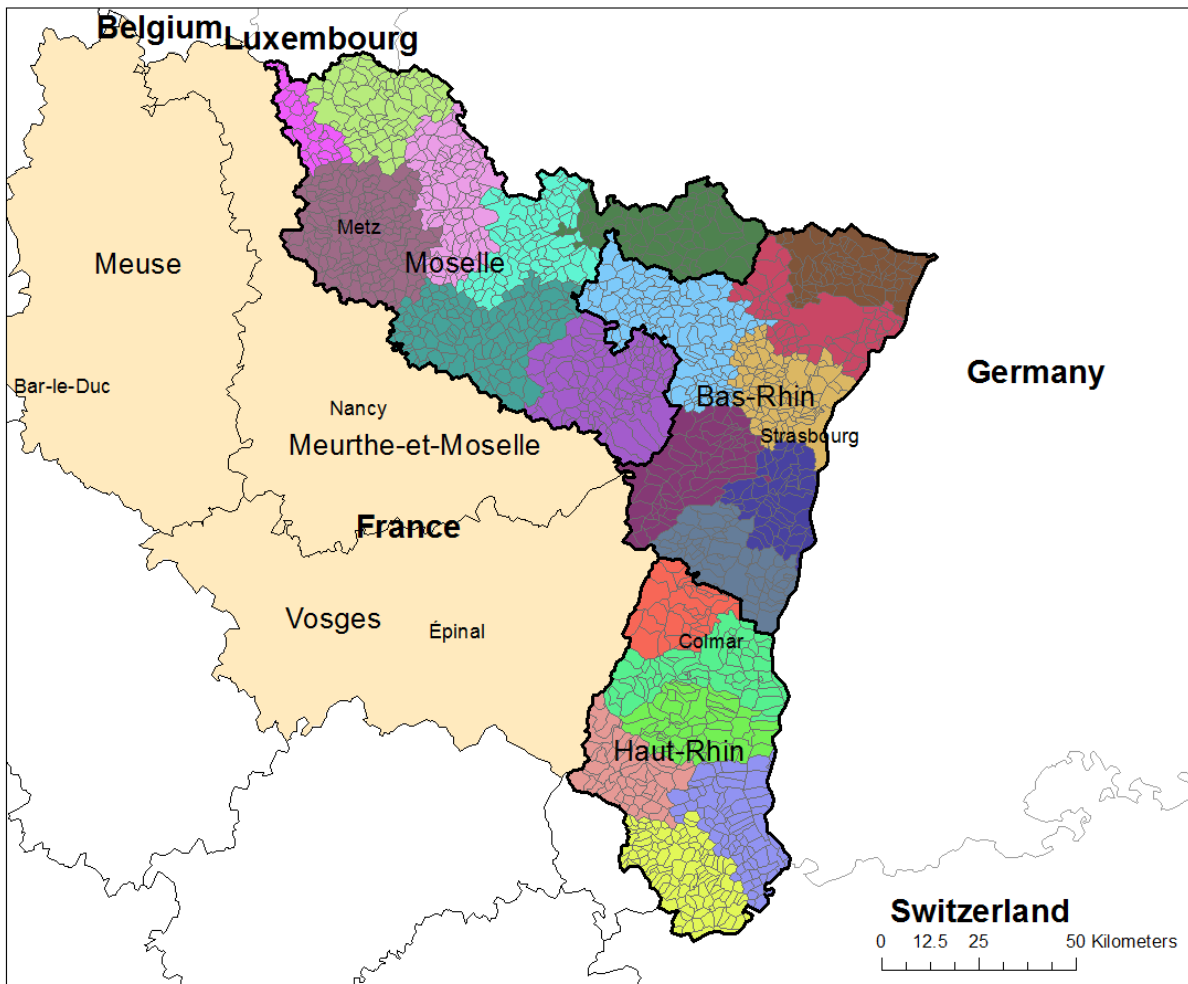 Belgium
Luxembourg
Metz
Moselle
Meuse
Germany
Bar-le-Duc
Nancy
Bas-Rhin
Strasbourg
Meurthe-et-Moselle
France
Vosges
Épinal
Colmar
Haut-Rhin
Switzerland
0 12.5 25 50 Kilometers